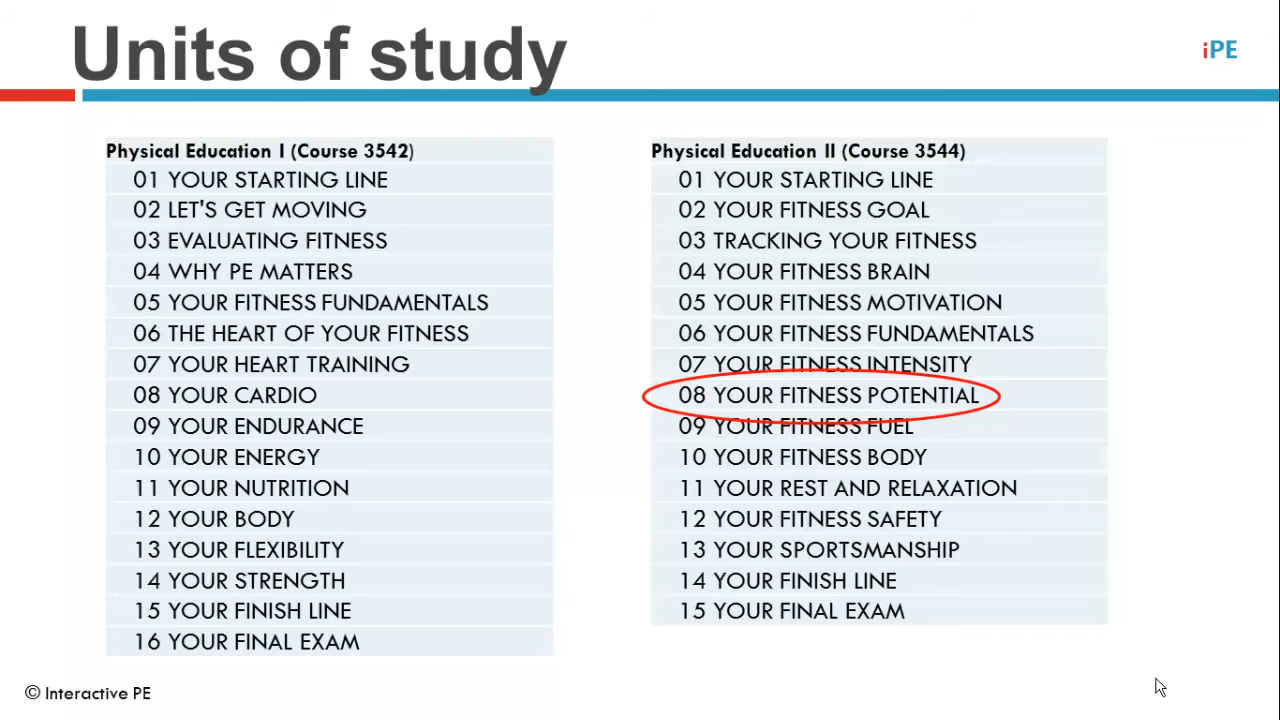 Units of study
iPE
Physical Education I (Course 3542)
01 YOUR STARTING LINE
02 LET'S GET MOVING
03 EVALUATING FITNESS
04 WHY PE MATTERS
05 YOUR FITNESS FUNDAMENTALS
06 THE HEART OF YOUR FITNESS
07 YOUR HEART TRAINING
08 YOUR CARDIO
09 YOUR ENDURANCE
10 YOUR ENERGY
11 YOUR NUTRITION
12 YOUR BODY
13 YOUR FLEXIBILITY
14 YOUR STRENGTH
15 YOUR FINISH LINE
16 YOUR FINAL EXAM
Physical Education II (Course 3544)
01 YOUR STARTING LINE
02 YOUR FITNESS GOAL
03 TRACKING YOUR FITNESS
04 YOUR FITNESS BRAIN
05 YOUR FITNESS MOTIVATION
06 YOUR FITNESS FUNDAMENTALS
07 YOUR FITNESS INTENSITY
08 YOUR FITNESS POTENTIAL
09 YOUR FITNESS FUEL
10 YOUR FITNESS BODY
11 YOUR REST AND RELAXATION
12 YOUR FITNESS SAFETY
13 YOUR SPORTSMANSHIP
14 YOUR FINISH LINE
15 YOUR FINAL EXAM
© Interactive PE